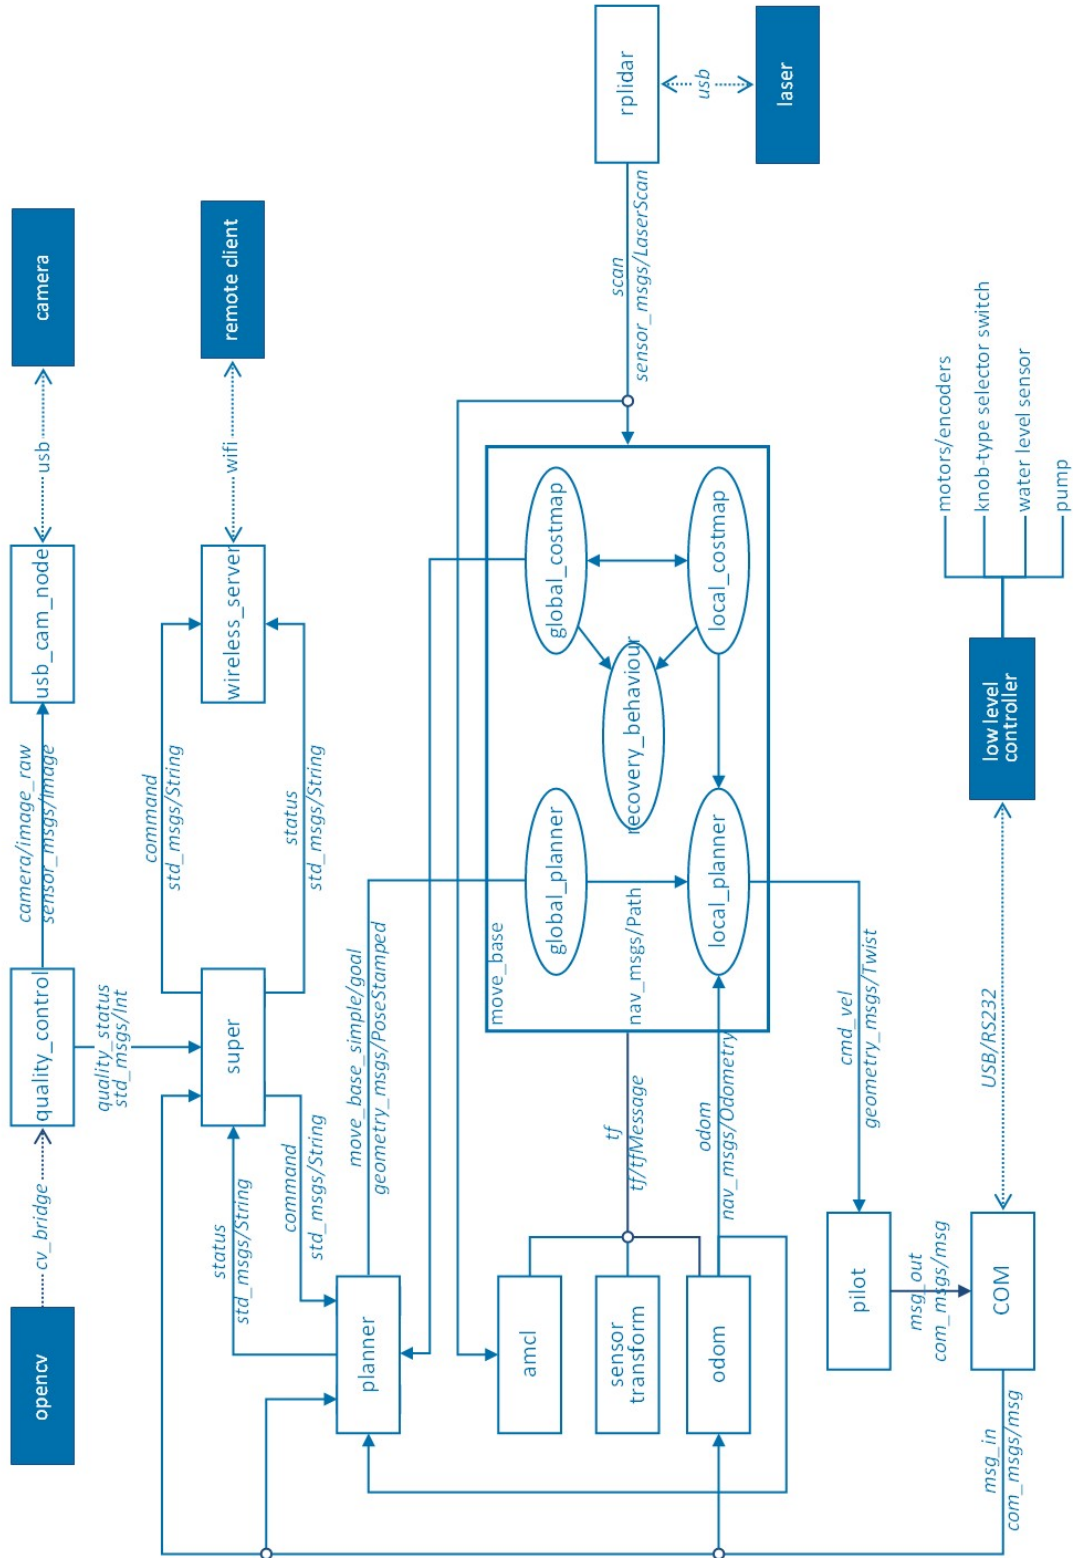 opencv
cv_bridge
quality_control
camera/image_raw
sensor_msgs/Image
usb_cam_node
usb
camera
quality_status
std_msgs/Int
command
std_msgs/String
wireless_server
wifi
remote client
super
status
std_msgs/String
status
std_msgs/String
command
std_msgs/String
planner
move_base_simple/goal
geometry_msgs/PoseStamped
move_base
global_planner
global_costmap
recovery_behaviour
nav_msgs/Path
local_planner
local_costmap
scan
sensor_msgs/LaserScan
rplidar
usb
laser
amcl
sensor
transform
odom
tf
tf/tfMessage
odom
nav_msgs/Odometry
cmd_vel
geometry_msgs/Twist
pilot
msg_out
com_msgs/msg
COM
USB/RS232
low level
controller
motors/encoders
knob-type selector switch
water level sensor
pump
msg_in
com_msgs/msg